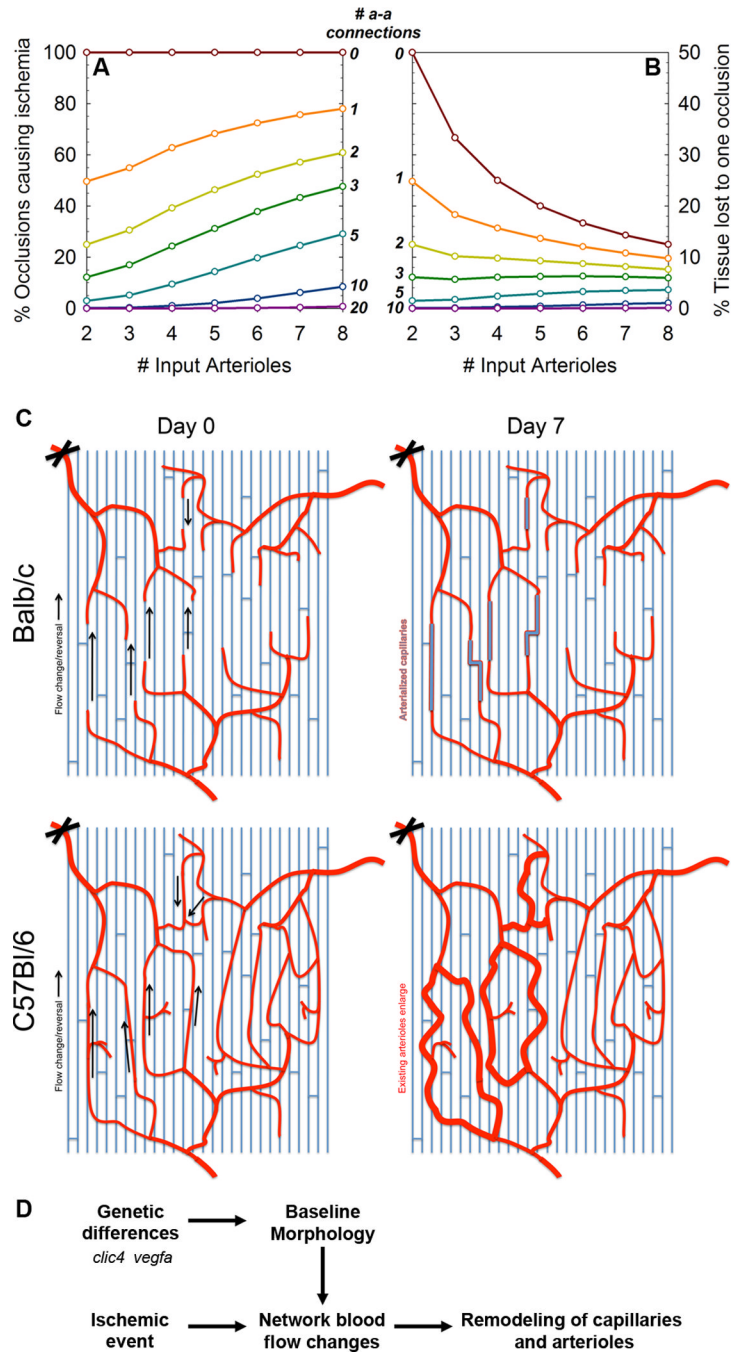 # a-a
connections
A
% Occlusions causing ischemia
100
80
60
40
20
0
2 3 4 5 6 7 8
# Input Arterioles
0
1
2
3
5
10
20
B
0
1
2
3
5
10
50
40
30
20
10
0
% Tissue lost to one occlusion
2 3 4 5 6 7 8
# Input Arterioles
C
Day 0
Day 7
Balb/c
Flow change/reversal
Arterialized capillaries
C57Bl/6
Flow change/reversal
Existing arterioles enlarge
D
Genetic
differences
clic4 vegfa
Baseline
Morphology
Ischemic
event
Network blood
flow changes
Remodeling of capillaries
and arterioles